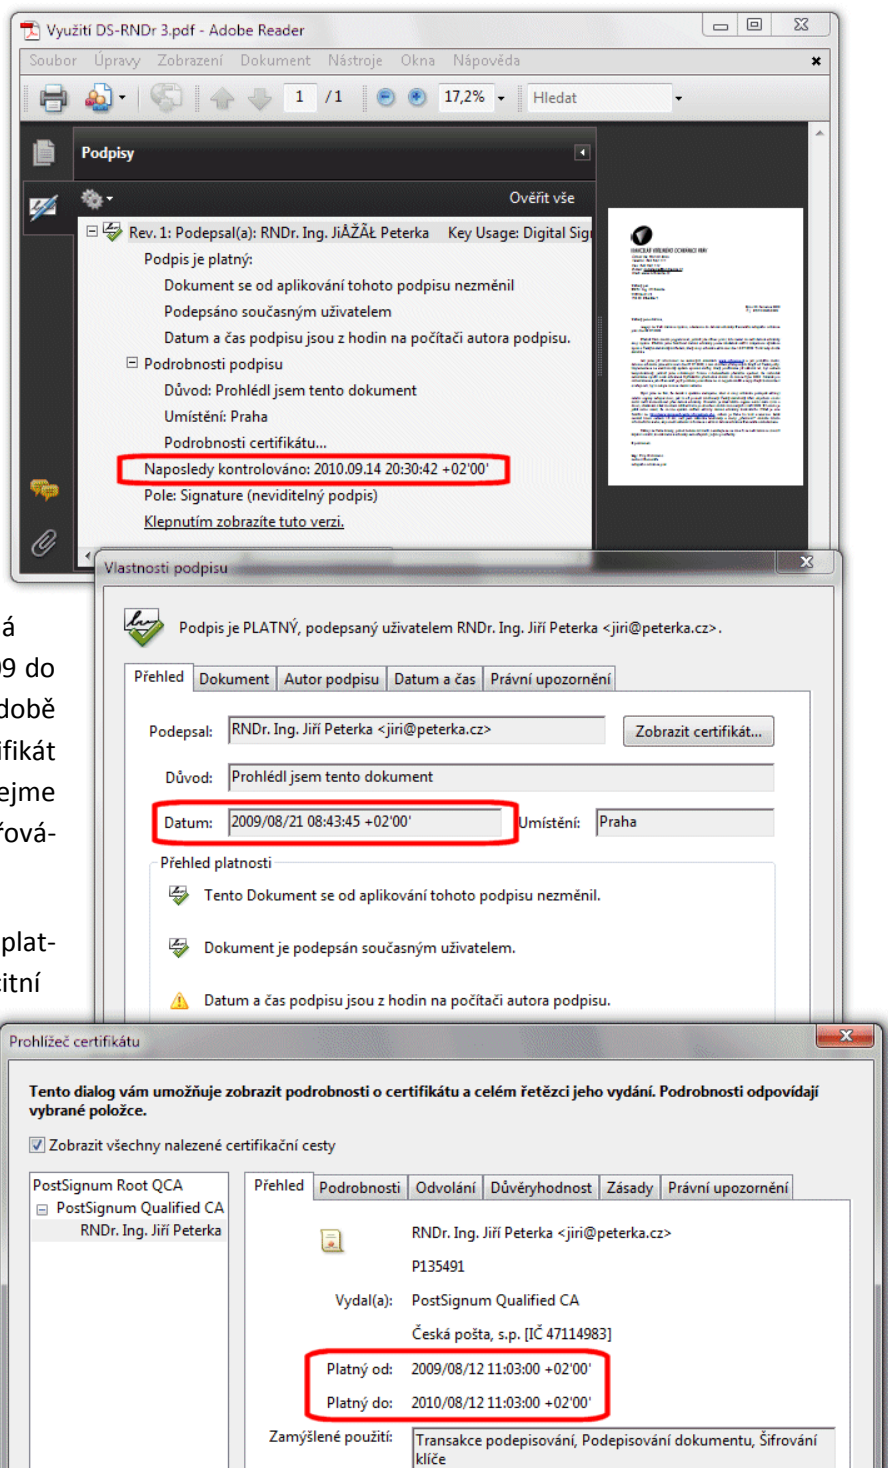 Využití DS-RNDr 3.pdf - Adobe Reader
Soubor Úpravy Zobrazení Dokument Nástroje Okna Nápověda
1 / 1 17,2% Hledat
Podpisy
Ověřit vše
Rev. 1: Podepsal(a): RNDr. Ing. JiÅŽÃŁ Peterka Key Usage: Digital Sig
Podpis je platný:
Dokument se od aplikování tohoto podpisu nezměnil
Podepsáno současným uživatelem
Datum a čas podpisu jsou z hodin na počítači autora podpisu.
Podrobnosti podpisu
Důvod: Prohlédl jsem tento dokument
Umístění: Praha
Podrobnosti certifikátu...
Naposledy kontrolováno: 2010.09.14 20:30:42 +02'00'
Pole: Signature (neviditelný podpis)
Klepnutím zobrazíte tuto verzi.
Vlastnosti podpisu
Podpis je PLATNÝ, podepsaný uživatelem RNDr. Ing. Jiří Peterka <jiri@peterka.cz>.
Přehled Dokument Autor podpisu Datum a čas Právní upozornění
Podepsal: RNDr. Ing. Jiří Peterka <jiri@peterka.cz> Zobrazit certifikát...
Důvod: Prohlédl jsem tento dokument
Datum: 2009/08/21 08:43:45 +02'00' Umístění: Praha
Přehled platnosti
Tento Dokument se od aplikování tohoto podpisu nezměnil.
Dokument je podepsán současným uživatelem.
Datum a čas podpisu jsou z hodin na počítači autora podpisu.
á
09 do
době
ifikát
ejme
řová-
plat-
citní
Prohlížeč certifikátu
Tento dialog vám umožňuje zobrazit podrobnosti o certifikátu a celém řetězci jeho vydání. Podrobnosti odpovídají
vybrané položce.
Zobrazit všechny nalezené certifikační cesty
PostSignum Root QCA
PostSignum Qualified CA
RNDr. Ing. Jiří Peterka
Přehled Podrobnosti Odvolání Důvěryhodnost Zásady Právní upozornění
RNDr. Ing. Jiří Peterka <jiri@peterka.cz>
P135491
Vydal(a): PostSignum Qualified CA
Česká pošta, s.p. [IČ 47114983]
Platný od: 2009/08/12 11:03:00 +02'00'
Platný do: 2010/08/12 11:03:00 +02'00'
Zamýšlené použití: Transakce podepisování, Podepisování dokumentu, Šifrování
klíče